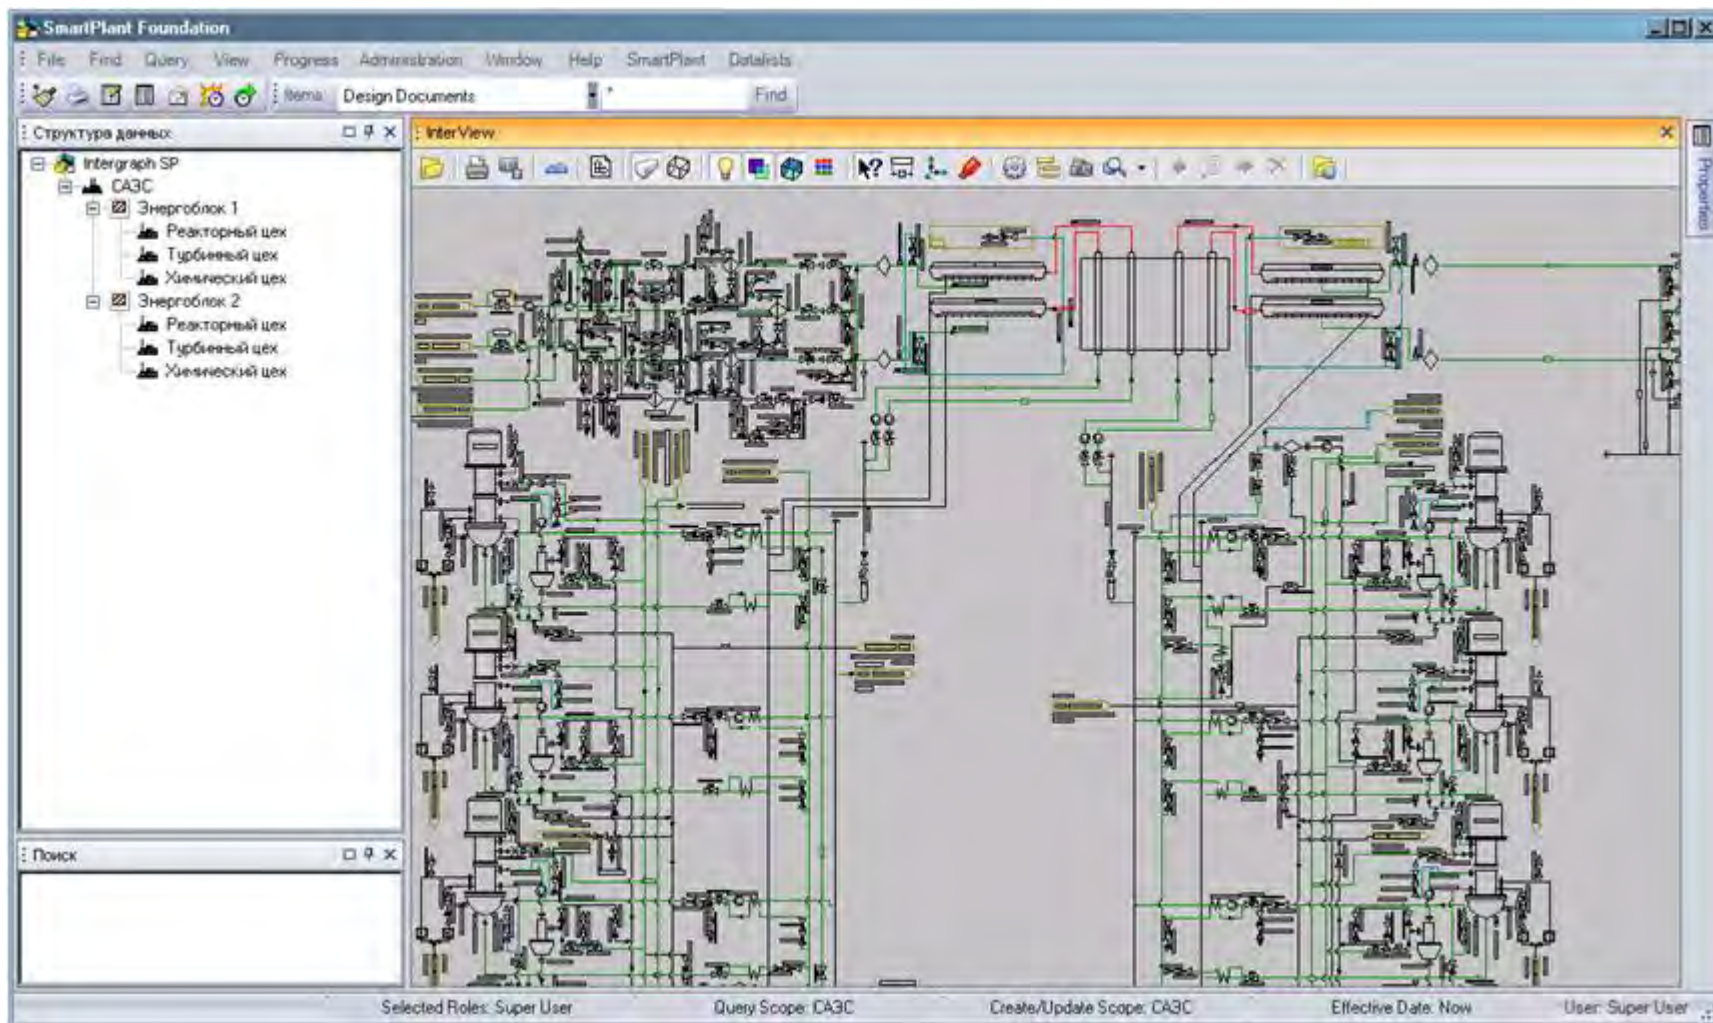 SmartPlant Foundation
File Find Query View Progress Administration Window Help SmartPlant Datalists
Items: Design Documents * Find
Структура данных
InterView
Properties
Intergraph SP
САЭС
Энергоблок 1
Реакторный цех
Турбинный цех
Химический цех
Энергоблок 2
Реакторный цех
Турбинный цех
Химический цех
Поиск
Selected Roles: Super User Query Scope: САЭС Create/Update Scope: САЭС Effective Date: Now User: Super User